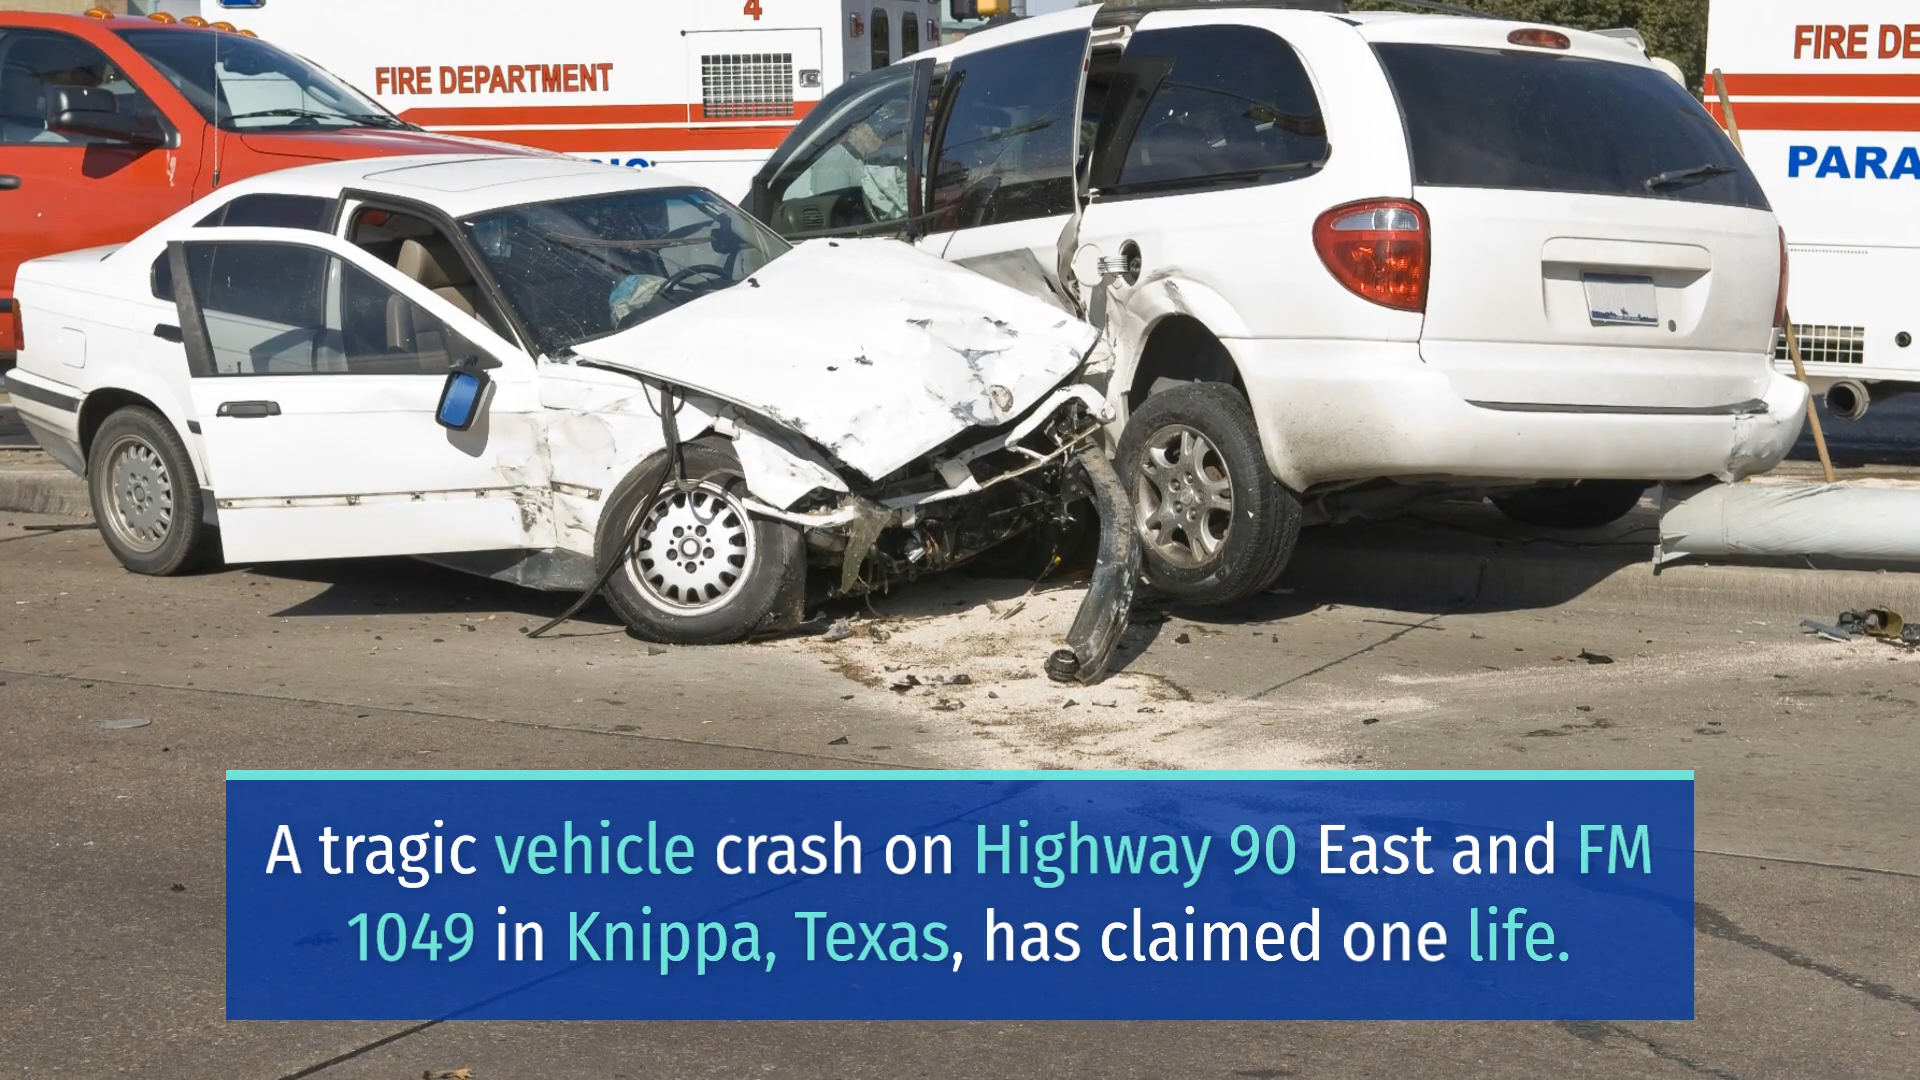 4
FIRE DEPARTMENT
FIRE DE
PARA
A tragic vehicle crash on Highway 90 East and FM
1049 in Knippa, Texas, has claimed one life.